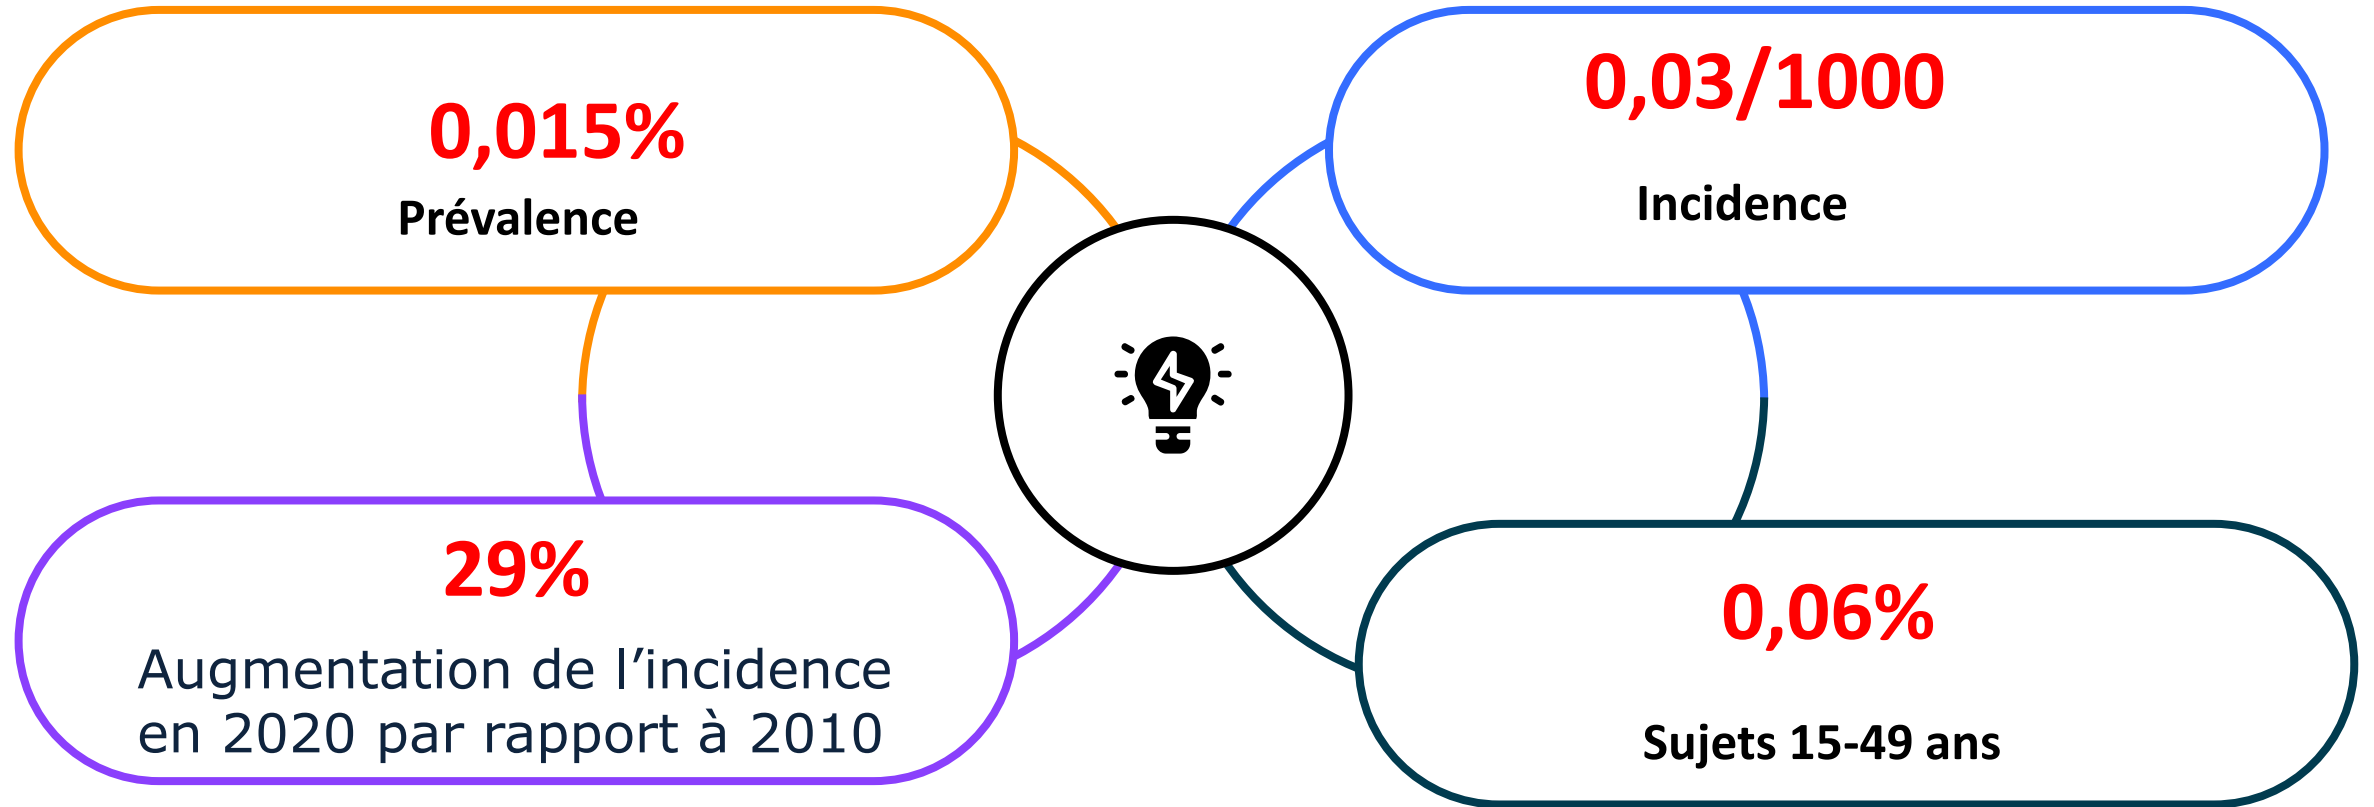 0,015%
Prévalence
0,03/1000
Incidence
29%
Augmentation de l’incidence
en 2020 par rapport à 2010
0,06%
Sujets 15-49 ans